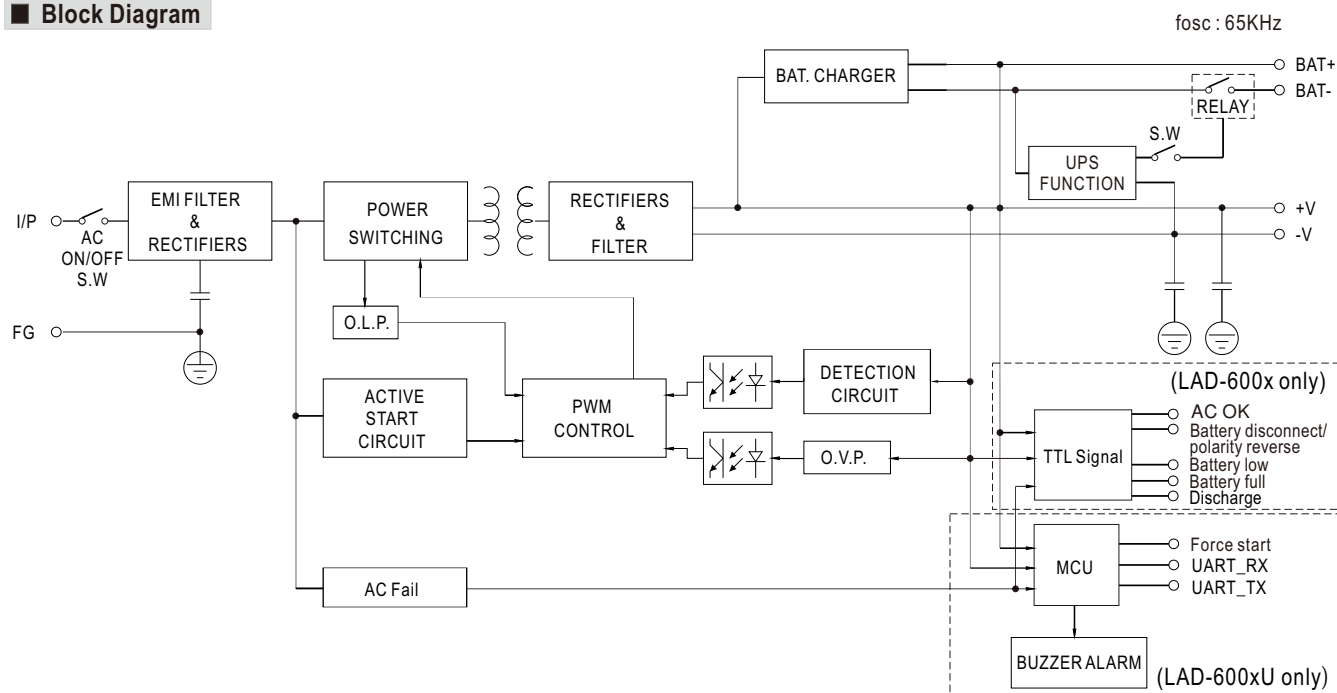 ■ Block Diagram
fosc : 65KHz
BAT. CHARGER
BAT+
BAT-
RELAY
S.W
UPS
FUNCTION
I/P
AC
ON/OFF
S.W
EMI FILTER
&
RECTIFIERS
POWER
SWITCHING
RECTIFIERS
&
FILTER
+V
-V
FG
O.L.P.
ACTIVE
START
CIRCUIT
PWM
CONTROL
DETECTION
CIRCUIT
O.V.P.
(LAD-600x only)
TTL Signal
AC OK
Battery disconnect/
polarity reverse
Battery low
Battery full
Discharge
AC Fail
MCU
Force start
UART_RX
UART_TX
BUZZER ALARM
(LAD-600xU only)